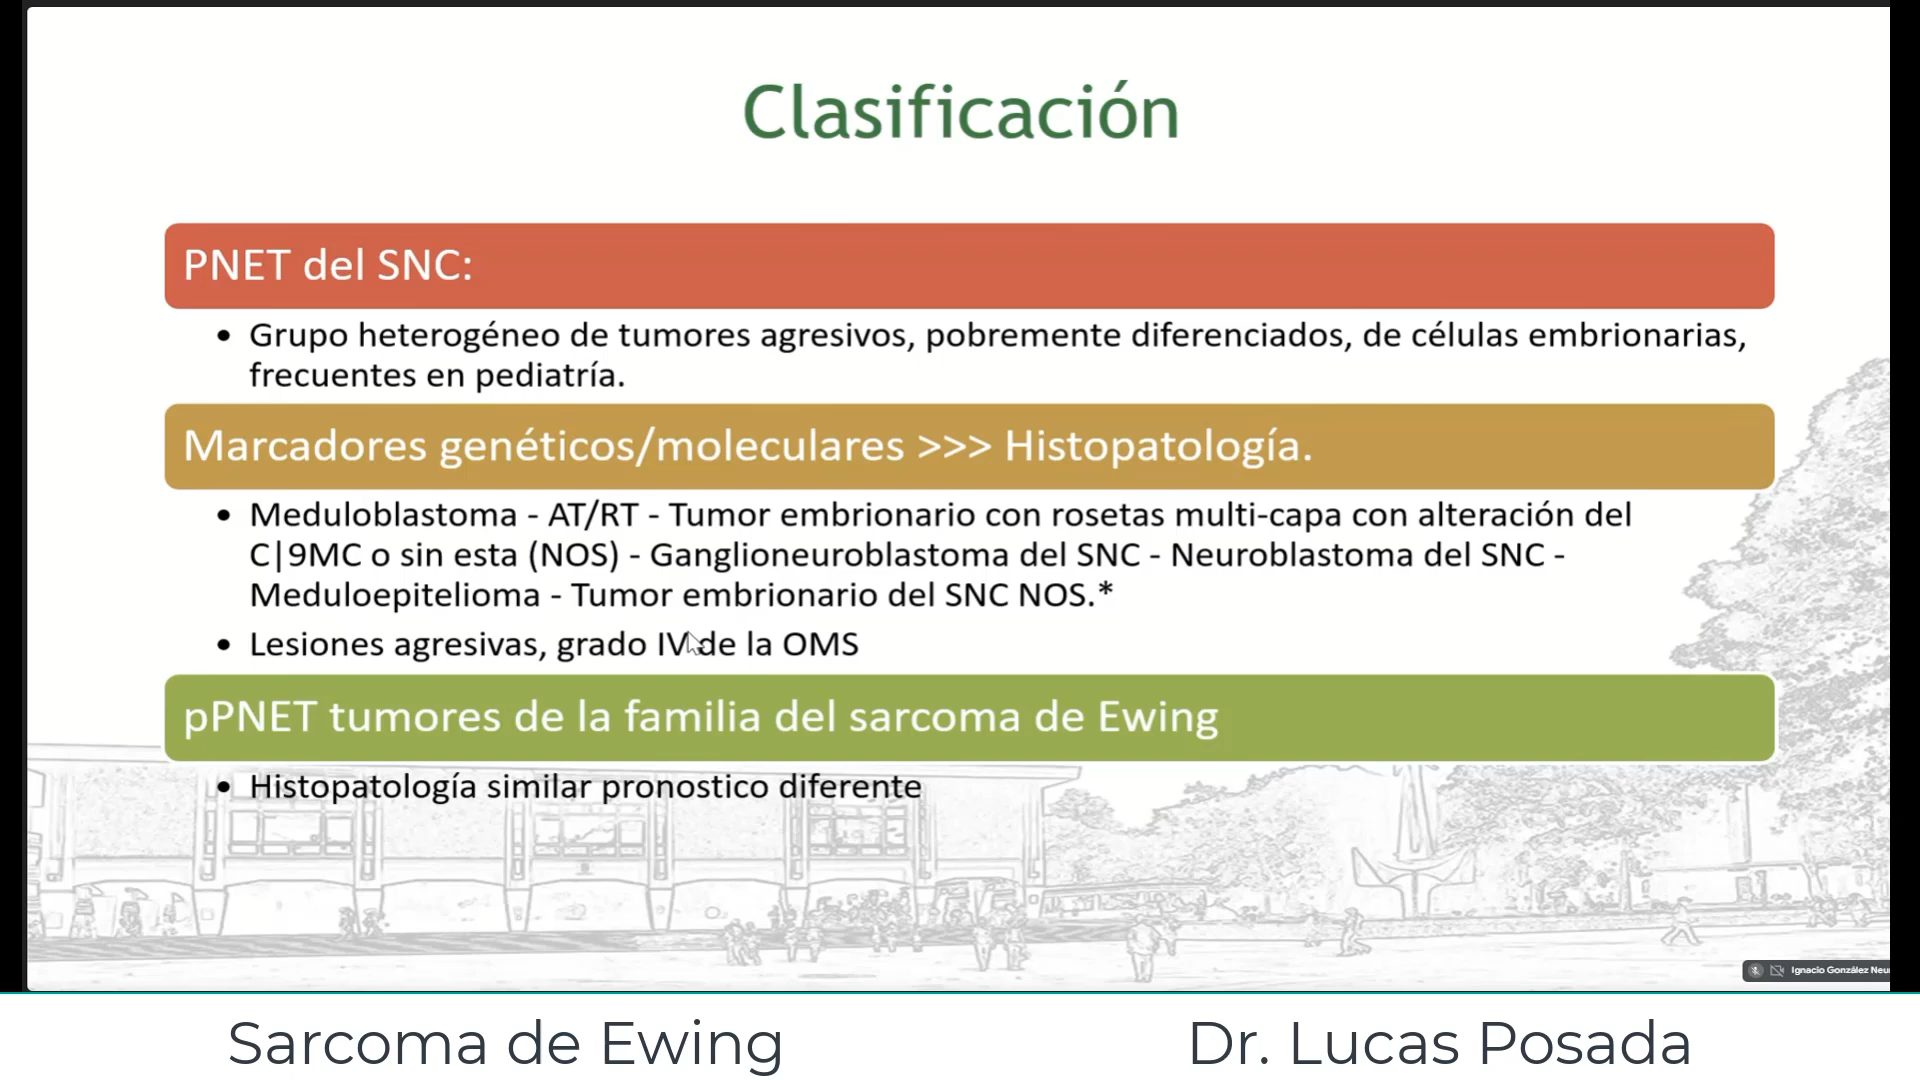 Clasificación
PNET del SNC:
• Grupo heterogéneo de tumores agresivos, pobremente diferenciados, de células embrionarias,
frecuentes en pediatría.
Marcadores genéticos/moleculares >>> Histopatología.
• Meduloblastoma - AT/RT - Tumor embrionario con rosetas multi-capa con alteración del
C|9MC o sin esta (NOS) - Ganglioneuroblastoma del SNC - Neuroblastoma del SNC -
Meduloepitelioma - Tumor embrionario del SNC NOS.*
• Lesiones agresivas, grado IV de la OMS
pPNET tumores de la familia del sarcoma de Ewing
• Histopatología similar pronostico diferente
Ignacio González Neu
Sarcoma de Ewing
Dr. Lucas Posada